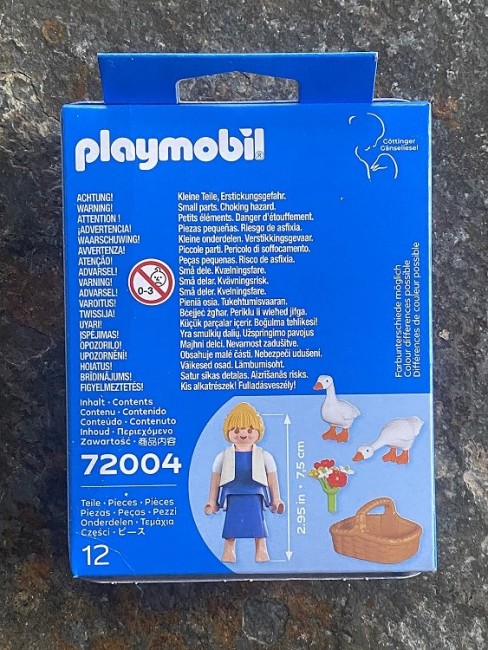 playmobil®
Göttinger
Gänseliesel
ACHTUNG! Kleine Teile, Erstickungsgefahr.
WARNING! Small parts. Choking hazard.
ATTENTION ! Petits éléments. Danger d'étouffement.
¡ADVERTENCIA! Piezas pequeñas. Riesgo de asfixia.
WAARSCHUWING! Kleine onderdelen. Verstikkingsgevaar.
AVVERTENZA! Piccole parti. Pericolo di soffocamento.
ATENÇÃO! Peças pequenas. Risco de asfixia.
ADVARSEL! Små dele. Kvælningsfare.
VARNING! Små delar. Kvävningsrisk.
ADVARSEL! Små deler. Kvelningsfare.
VAROITUS! Pieniä osia. Tukehtumisvaaran.
TWISSIJA! Bċejjeċ żgħar. Periklu li wieħed jifga.
UYARI! Küçük parçalar içerir. Boğulma tehlikesi!
ĮSPĖJIMAS! Yra smulkių dalių. Užspringimo pavojus
OPOZORILO! Majhni delci. Nevarnost zadušitve.
UPOZORNĚNÍ! Obsahuje malé části. Nebezpečí udušení.
HOIATUS! Väikesed osad. Lämbumisoht.
BRĪDINĀJUMS! Satur sīkas detaļas. Aizrīšanās risks.
FIGYELMEZTETÉS! Kis alkatrészek! Fulladásveszély!
0-3
Farbunterschiede möglich
Colour differences possible
Différences de couleur possible
Inhalt · Contents
Contenu · Contenido
Conteúdo · Contenuto
Inhoud · Περιεχόμενο
Zawartość · 商品内容
72004
Teile · Pieces · Pièces
Piezas · Peças · Pezzi
Onderdelen · Τεμάχια
Części · ピース
12
2.95 in · 7,5 cm